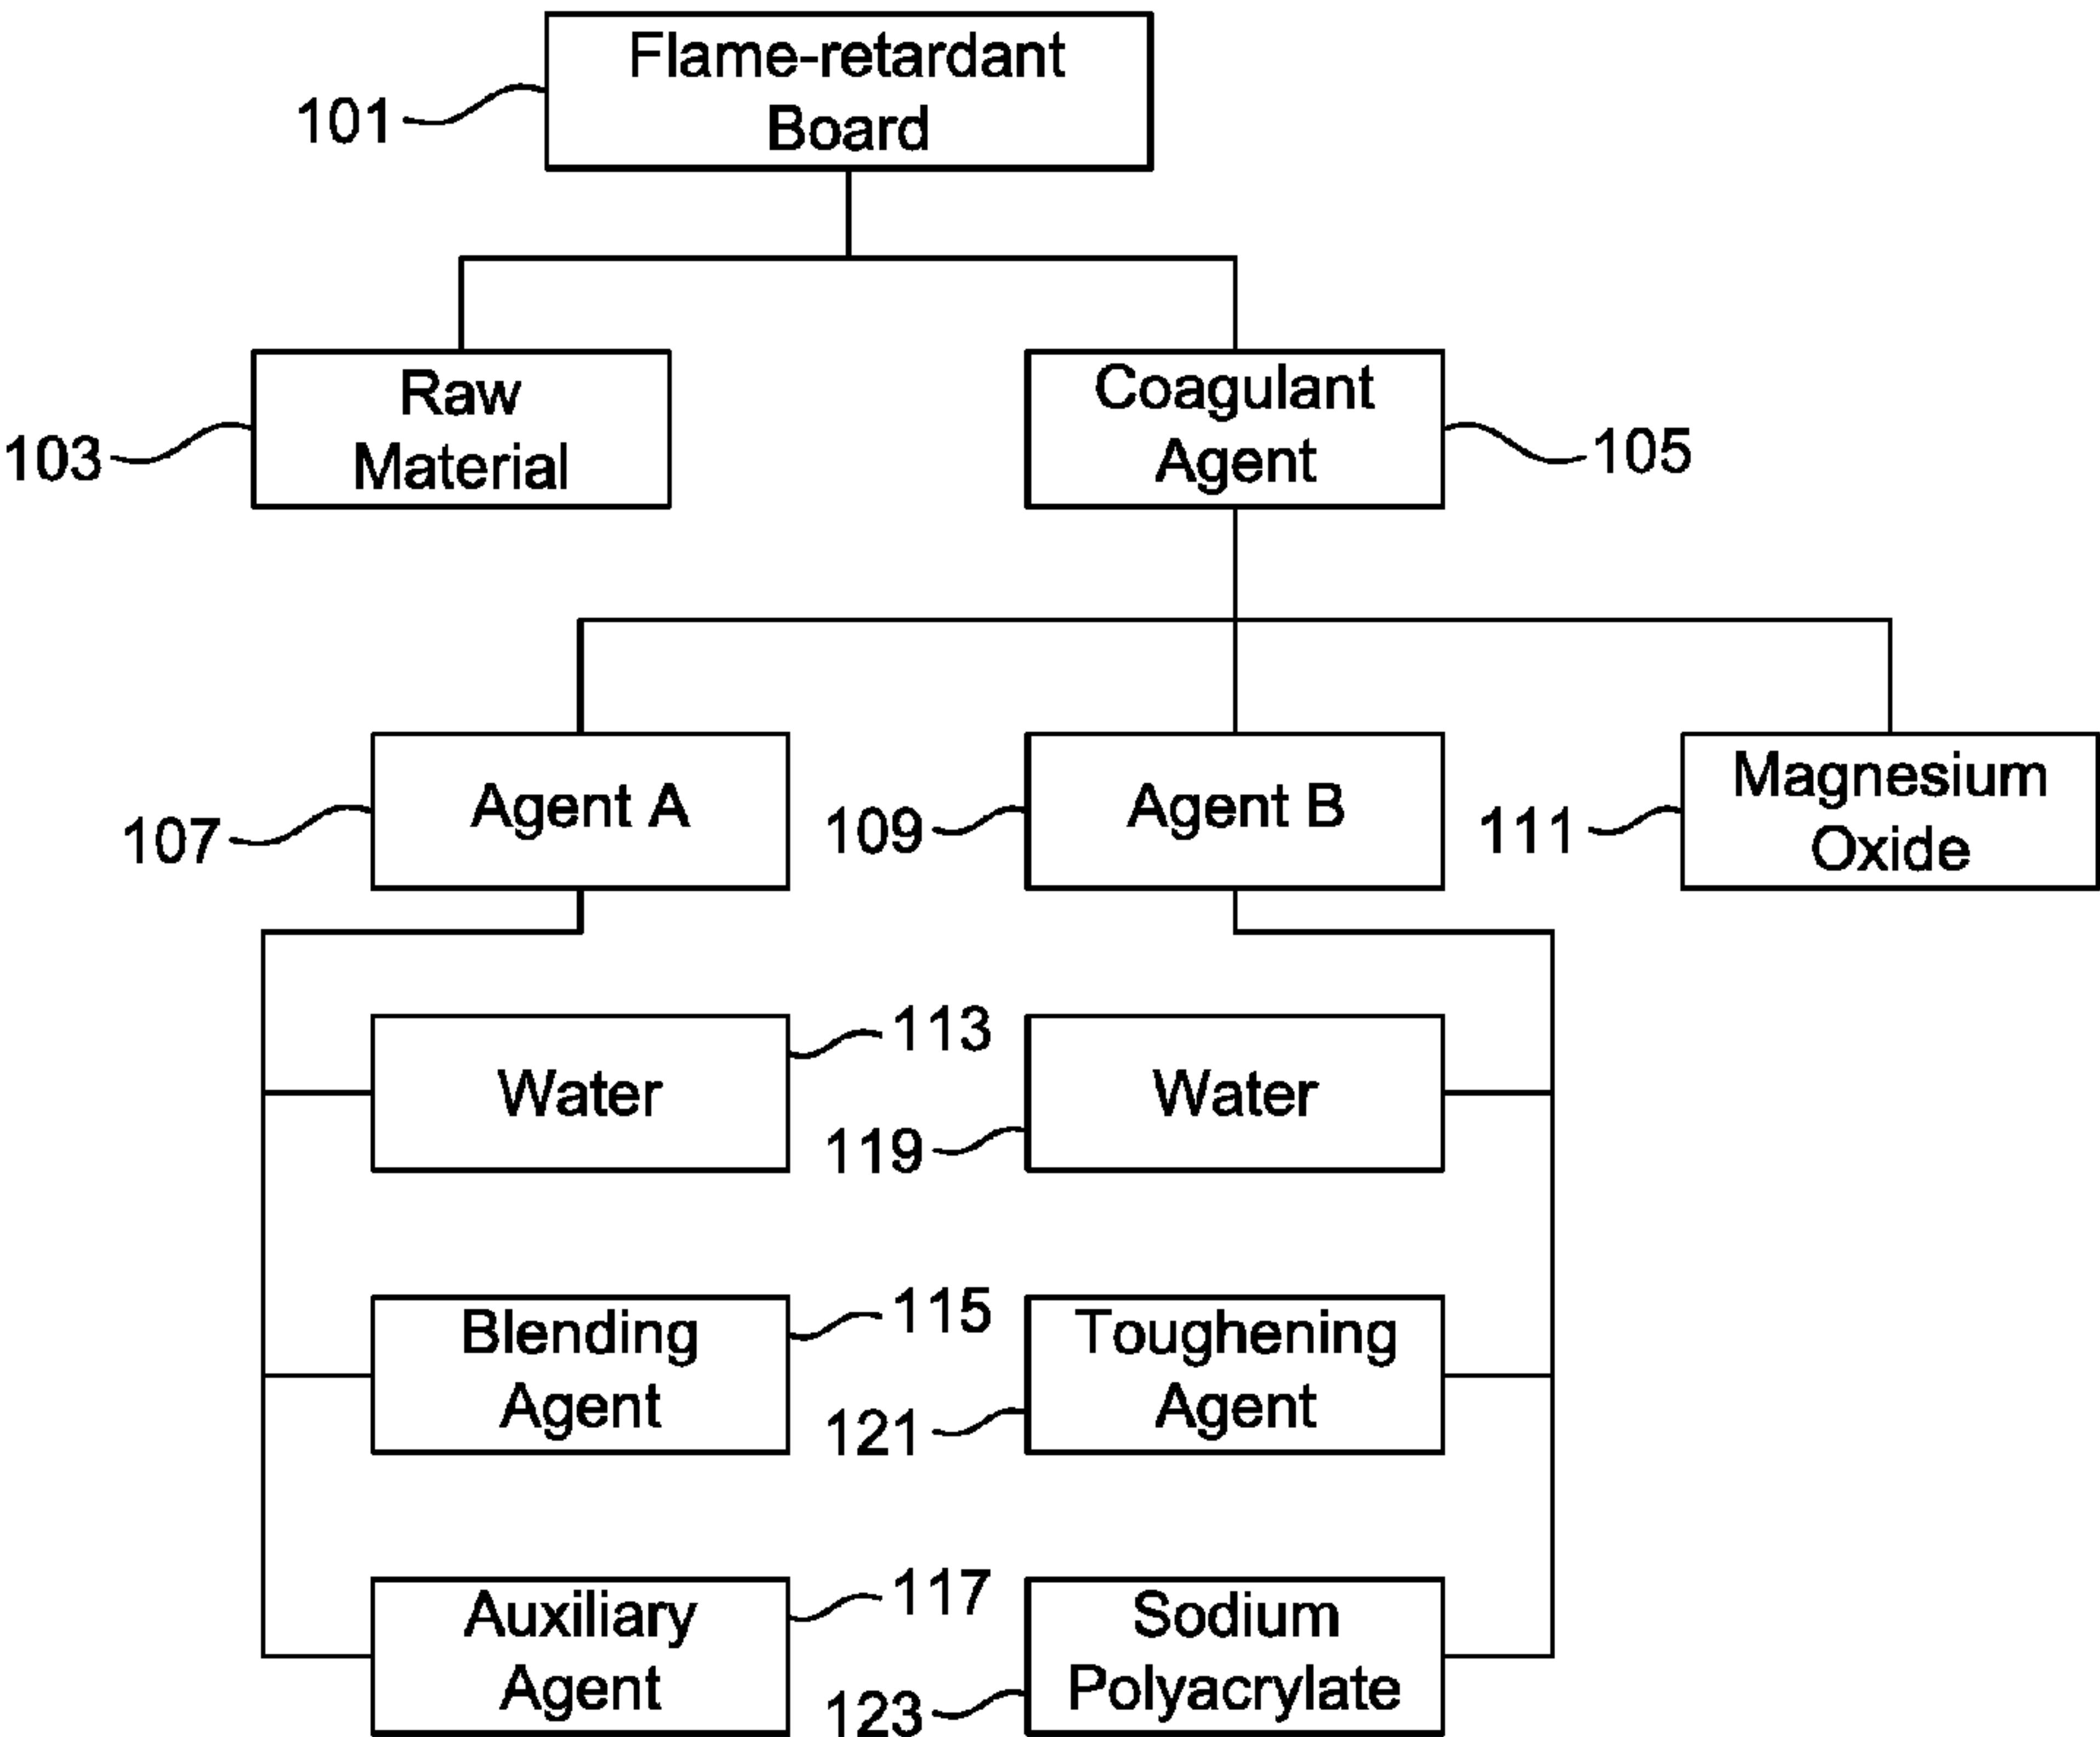 Flame-retardant
Board
101
Raw
Material
103
Coagulant
Agent
105
Agent A
107
Agent B
109
Magnesium
Oxide
111
Water
113
Water
119
Blending
Agent
115
Toughening
Agent
121
Auxiliary
Agent
117
Sodium
Polyacrylate
123